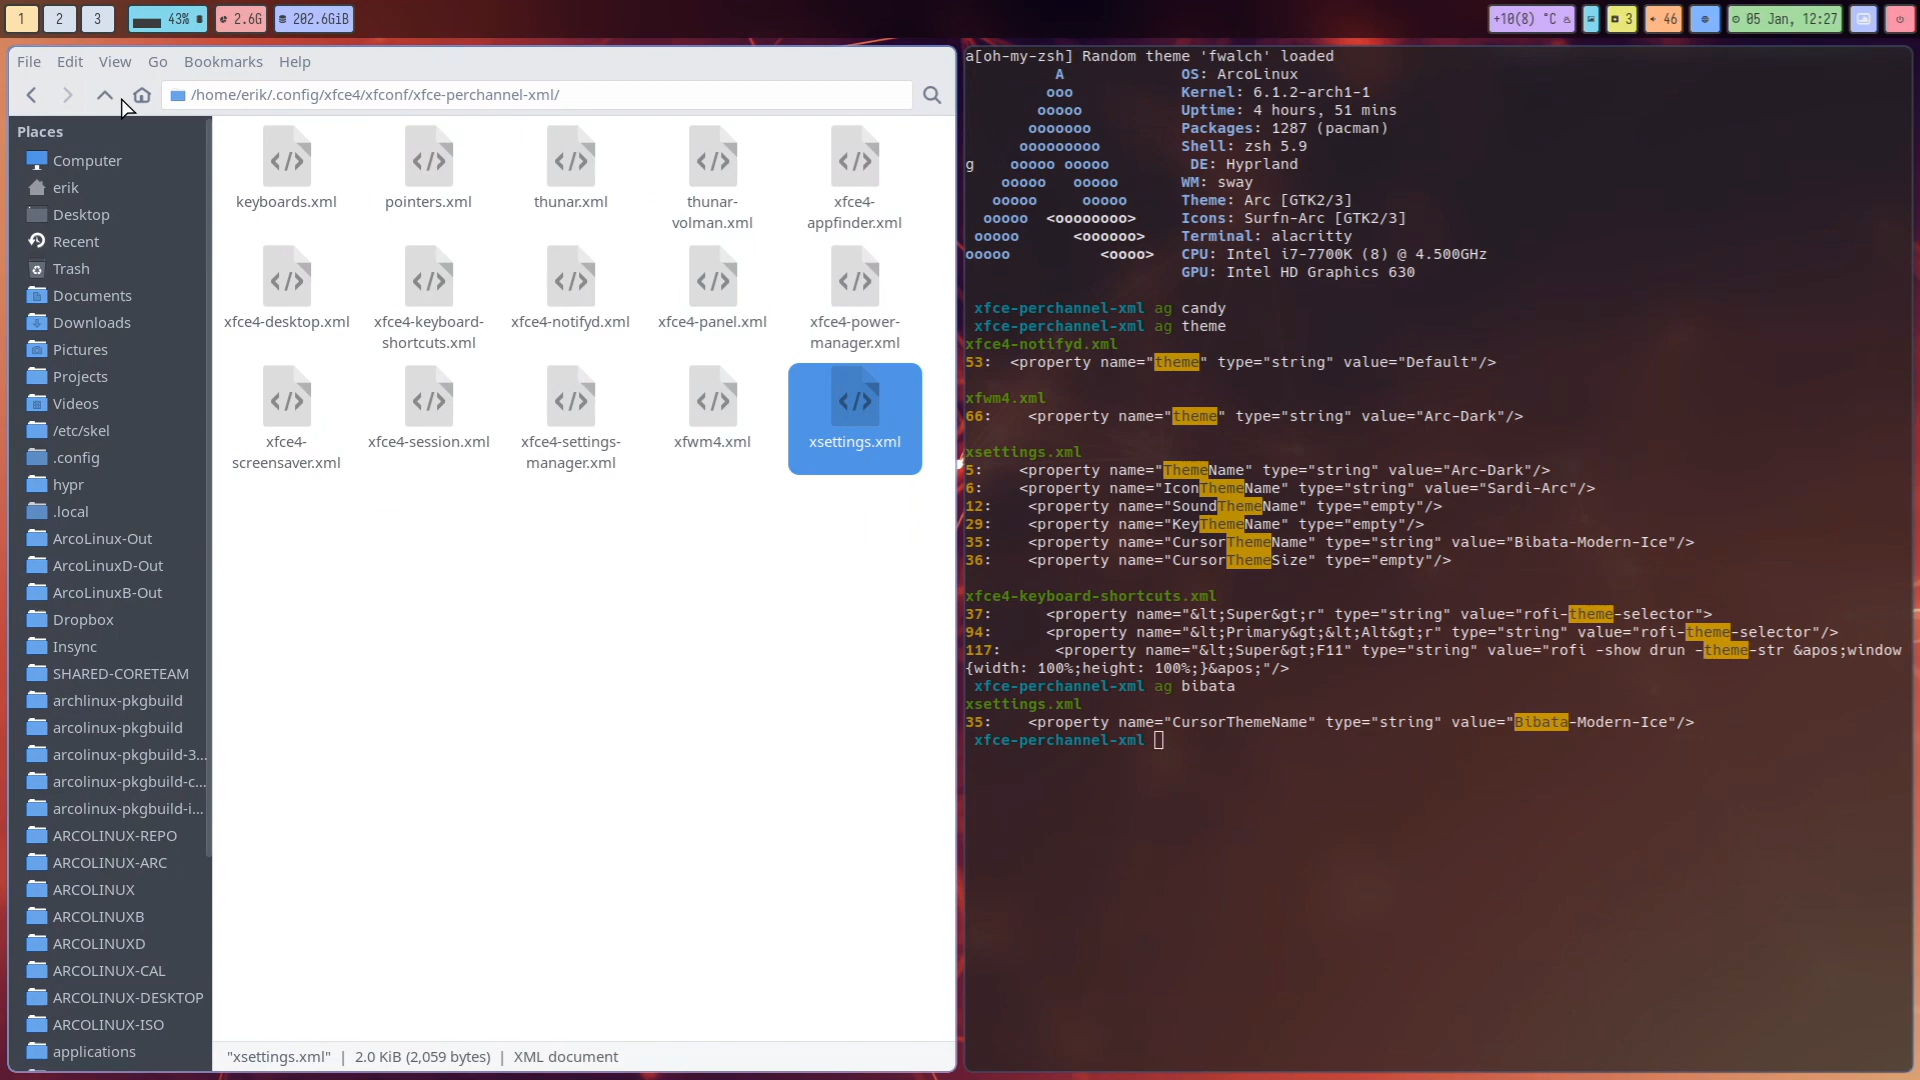 1 2 3 43% 2.6G 202.6GiB +10(8) °C 3 46 05 Jan, 12:27
File Edit View Go Bookmarks Help
/home/erik/.config/xfce4/xfconf/xfce-perchannel-xml/
Places
Computer
erik
Desktop
Recent
Trash
Documents
Downloads
Pictures
Projects
Videos
/etc/skel
.config
hypr
.local
ArcoLinux-Out
ArcoLinuxD-Out
ArcoLinuxB-Out
Dropbox
Insync
SHARED-CORETEAM
archlinux-pkgbuild
arcolinux-pkgbuild
arcolinux-pkgbuild-3...
arcolinux-pkgbuild-c...
arcolinux-pkgbuild-i...
ARCOLINUX-REPO
ARCOLINUX-ARC
ARCOLINUX
ARCOLINUXB
ARCOLINUXD
ARCOLINUX-CAL
ARCOLINUX-DESKTOP
ARCOLINUX-ISO
applications
keyboards.xml
pointers.xml
thunar.xml
thunar-
volman.xml
xfce4-
appfinder.xml
xfce4-desktop.xml
xfce4-keyboard-
shortcuts.xml
xfce4-notifyd.xml
xfce4-panel.xml
xfce4-power-
manager.xml
xfce4-
screensaver.xml
xfce4-session.xml
xfce4-settings-
manager.xml
xfwm4.xml
xsettings.xml
"xsettings.xml" | 2.0 KiB (2,059 bytes) | XML document
a[oh-my-zsh] Random theme 'fwalch' loaded
A OS: ArcoLinux
ooo Kernel: 6.1.2-arch1-1
ooooo Uptime: 4 hours, 51 mins
ooooooo Packages: 1287 (pacman)
ooooooooo Shell: zsh 5.9
g ooooo ooooo DE: Hyprland
ooooo ooooo WM: sway
ooooo ooooo Theme: Arc [GTK2/3]
ooooo <oooooooo> Icons: Surfn-Arc [GTK2/3]
ooooo <oooooo> Terminal: alacritty
ooooo <oooo> CPU: Intel i7-7700K (8) @ 4.500GHz
GPU: Intel HD Graphics 630
xfce-perchannel-xml ag candy
xfce-perchannel-xml ag theme
xfce4-notifyd.xml
53: <property name="theme" type="string" value="Default"/>
xfwm4.xml
66: <property name="theme" type="string" value="Arc-Dark"/>
xsettings.xml
5: <property name="ThemeName" type="string" value="Arc-Dark"/>
6: <property name="IconThemeName" type="string" value="Sardi-Arc"/>
12: <property name="SoundThemeName" type="empty"/>
29: <property name="KeyThemeName" type="empty"/>
35: <property name="CursorThemeName" type="string" value="Bibata-Modern-Ice"/>
36: <property name="CursorThemeSize" type="empty"/>
xfce4-keyboard-shortcuts.xml
37: <property name="&lt;Super&gt;r" type="string" value="rofi-theme-selector">
94: <property name="&lt;Primary&gt;&lt;Alt&gt;r" type="string" value="rofi-theme-selector"/>
117: <property name="&lt;Super&gt;F11" type="string" value="rofi -show drun -theme-str &apos;window
{width: 100%;height: 100%;}&apos;"/>
xfce-perchannel-xml ag bibata
xsettings.xml
35: <property name="CursorThemeName" type="string" value="Bibata-Modern-Ice"/>
xfce-perchannel-xml